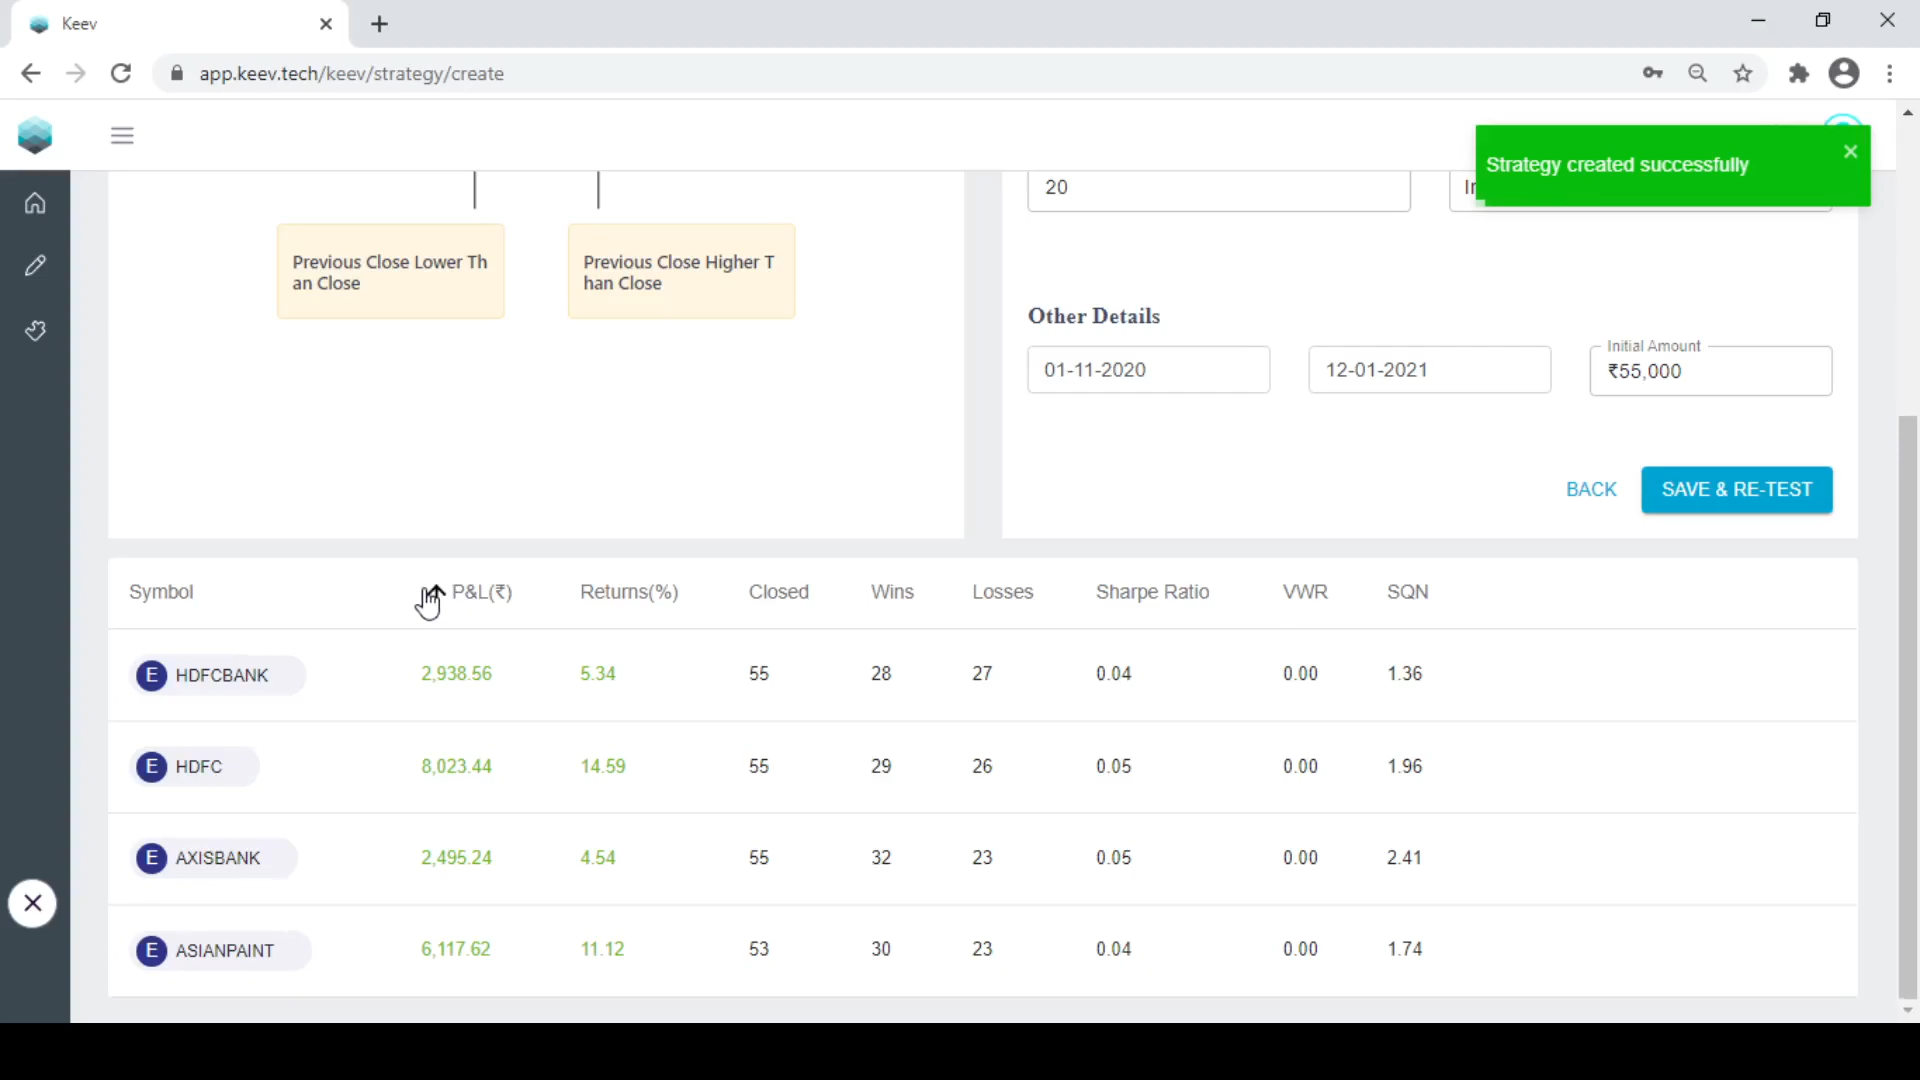 Keev
app.keev.tech/keev/strategy/create
Strategy created successfully
20
Previous Close Lower Th
an Close
Previous Close Higher T
han Close
Other Details
01-11-2020
12-01-2021
Initial Amount
₹55,000
BACK
SAVE & RE-TEST
Symbol P&L(₹) Returns(%) Closed Wins Losses Sharpe Ratio VWR SQN
E HDFCBANK 2,938.56 5.34 55 28 27 0.04 0.00 1.36
E HDFC 8,023.44 14.59 55 29 26 0.05 0.00 1.96
E AXISBANK 2,495.24 4.54 55 32 23 0.05 0.00 2.41
E ASIANPAINT 6,117.62 11.12 53 30 23 0.04 0.00 1.74